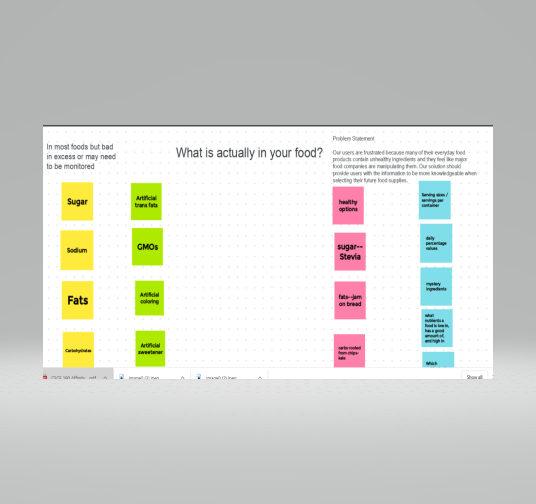 In most foods but bad
in excess or may need
to be monitored
What is actually in your food?
Problem Statement
Our users are frustrated because many of their everyday food
products contain unhealthy ingredients and they feel like major
food companies are manipulating them. Our solution should
provide users with the information to be more knowledgeable when
selecting their future food supplies.
Sugar
Sodium
Fats
Carbohydrates
Artificial
trans fats
GMOs
Artificial
coloring
Artificial
sweetener
healthy
options
sugar--
Stevia
fats--jam
on bread
carbs cooked
from chips-
kale
Serving sizes /
servings per
container
daily
percentage
values
mystery
ingredients
what
nutrients a
food is low in,
has a good
amount of,
and high in
Which
Show all